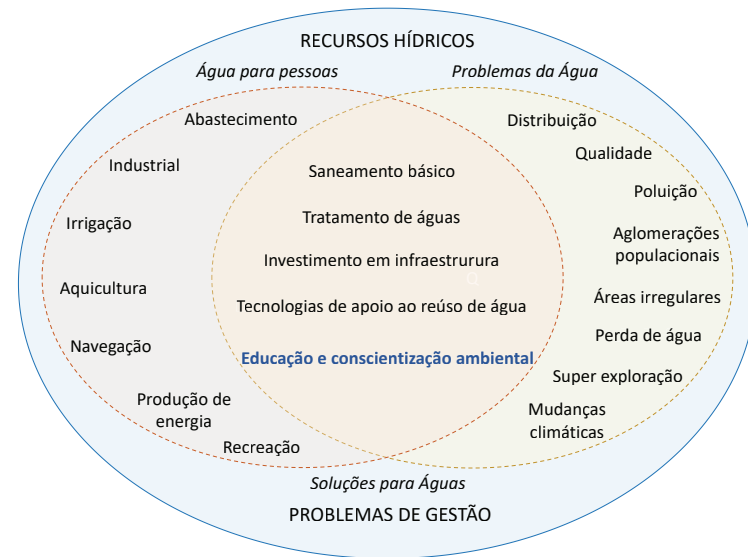 RECURSOS HÍDRICOS
Água para pessoas
Problemas da Água
Abastecimento
Industrial
Irrigação
Aquicultura
Navegação
Produção de
energia
Recreação
Saneamento básico
Tratamento de águas
Investimento em infraestrurura
Q
Tecnologias de apoio ao reúso de água
Educação e conscientização ambiental
Distribuição
Qualidade
Poluição
Aglomerações
populacionais
Áreas irregulares
Perda de água
Super exploração
Mudanças
climáticas
Soluções para Águas
PROBLEMAS DE GESTÃO